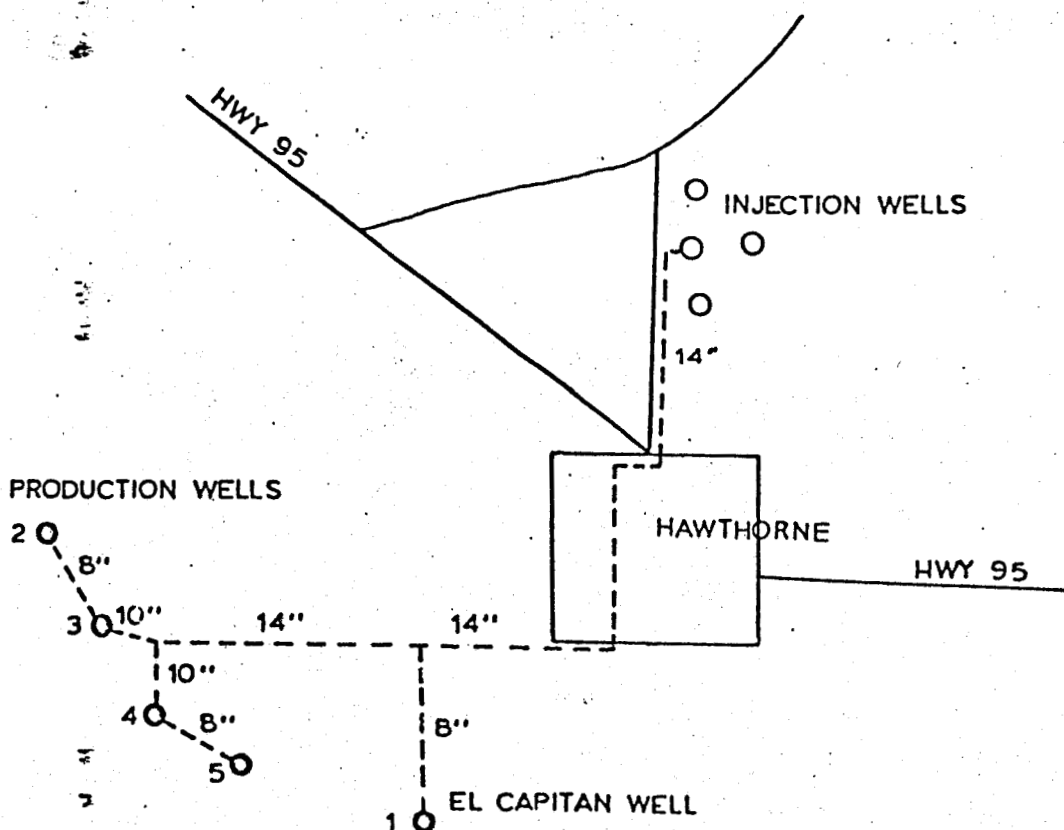 HWY 95
INJECTION WELLS
14"
PRODUCTION WELLS
2
8"
HAWTHORNE
HWY 95
3
10"
14"
14"
10"
4
8"
8"
5
EL CAPITAN WELL
1